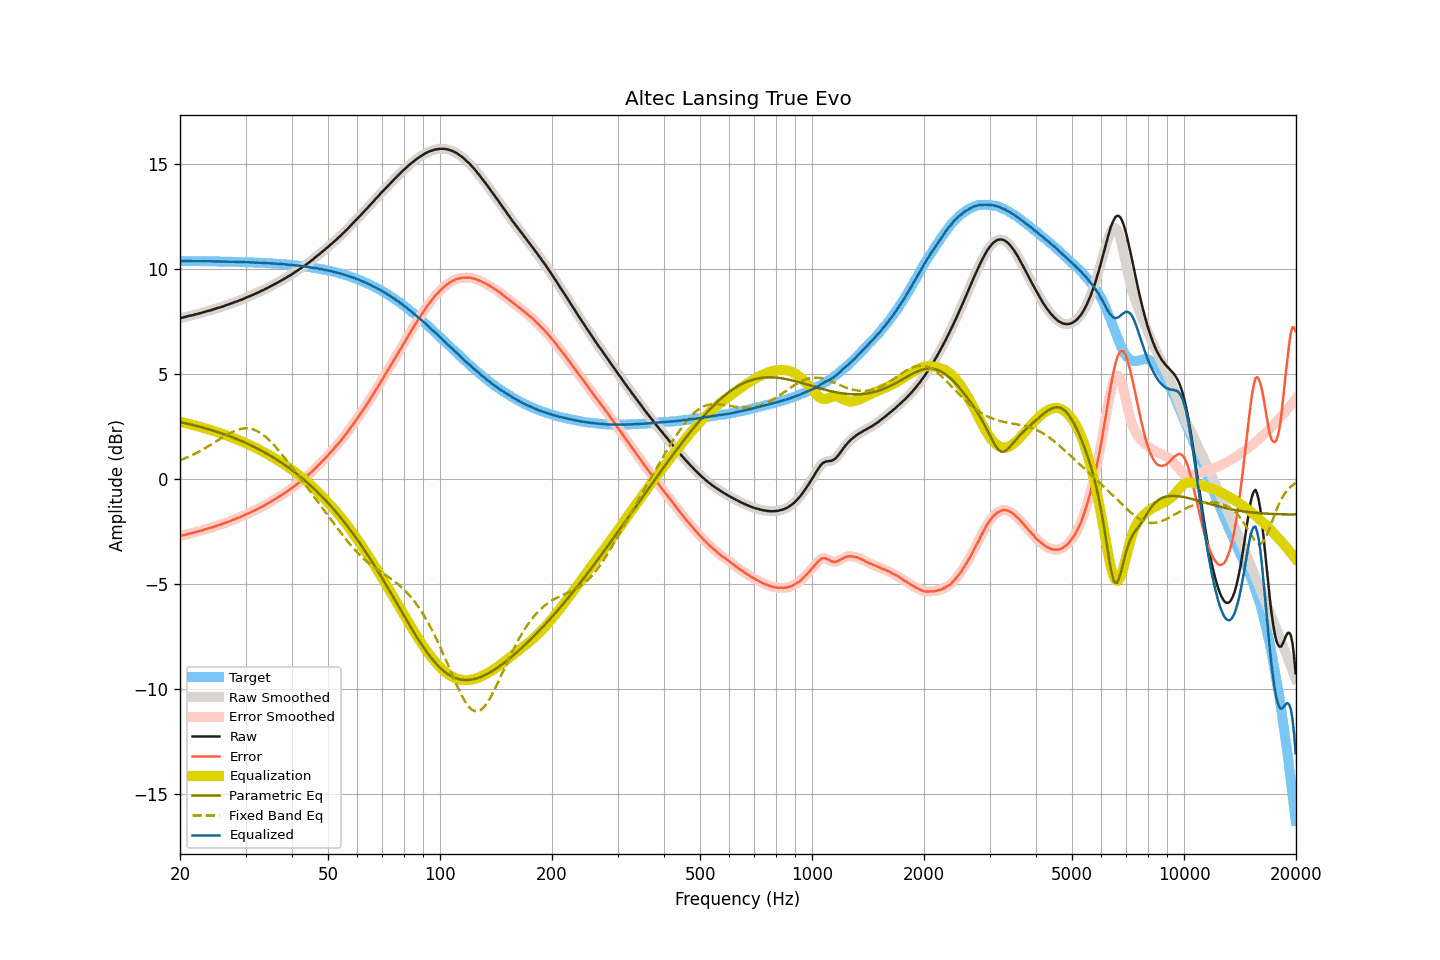 Altec Lansing True Evo
Amplitude (dBr)
15
10
5
0
−5
−10
−15
Target
Raw Smoothed
Error Smoothed
Raw
Error
Equalization
Parametric Eq
Fixed Band Eq
Equalized
20 50 100 200 500 1000 2000 5000 10000 20000
Frequency (Hz)